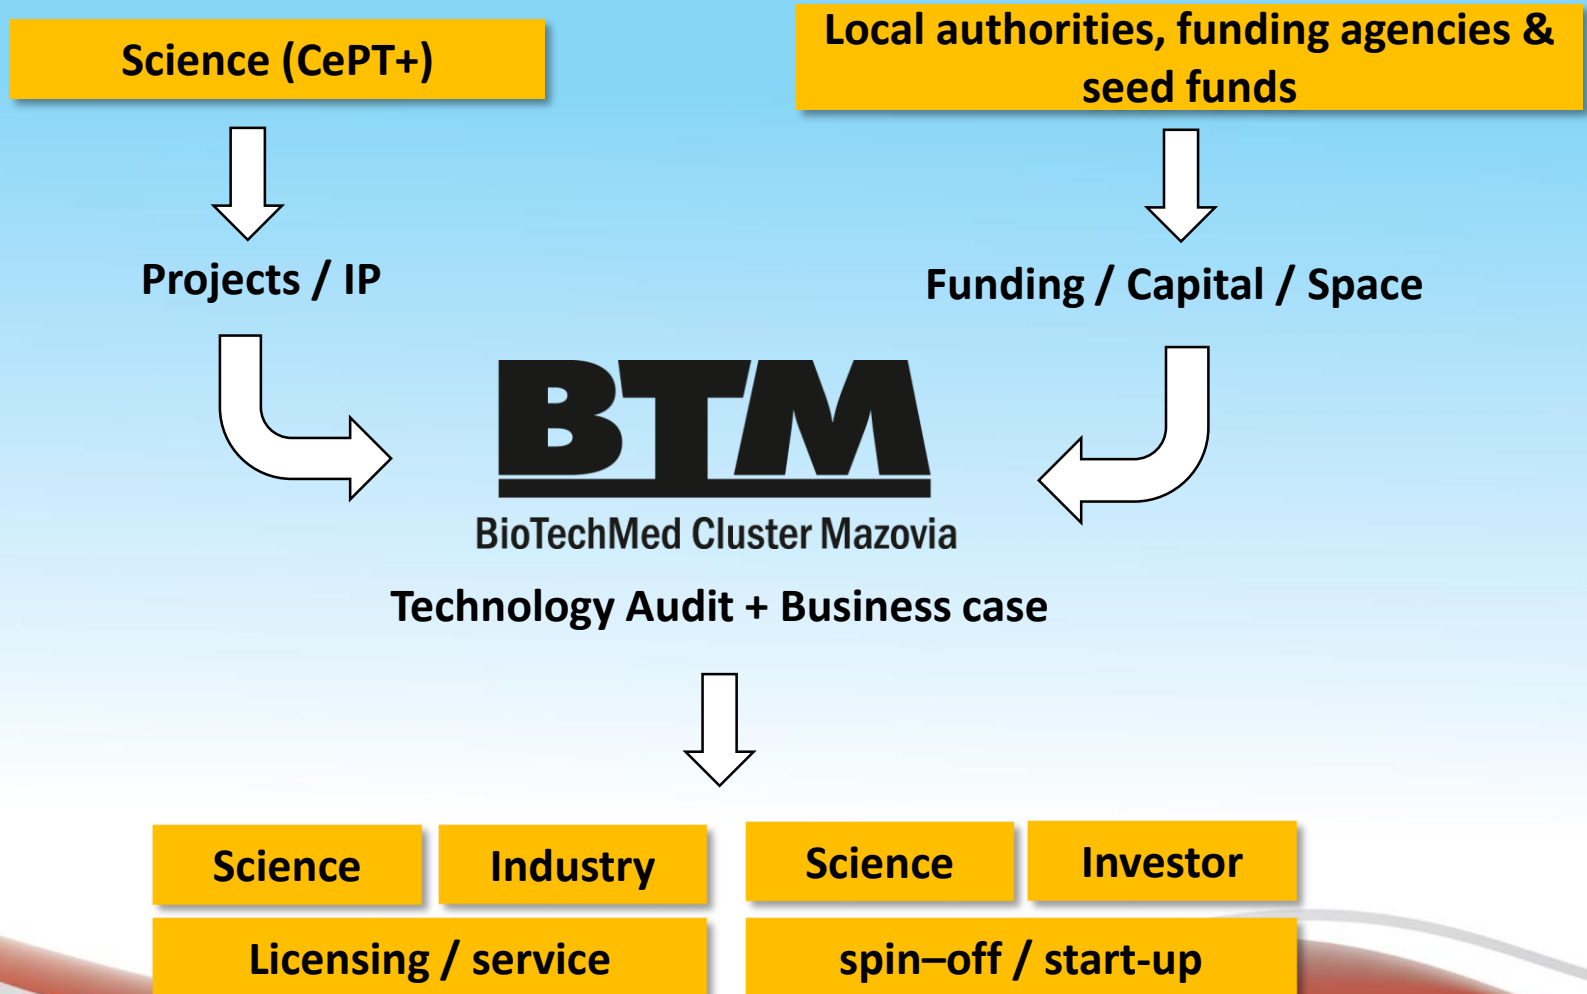 Science (CePT+)
Local authorities, funding agencies &
seed funds
Projects / IP
Funding / Capital / Space
BTM
BioTechMed Cluster Mazovia
Technology Audit + Business case
Science
Industry
Science
Investor
Licensing / service
spin–off / start-up